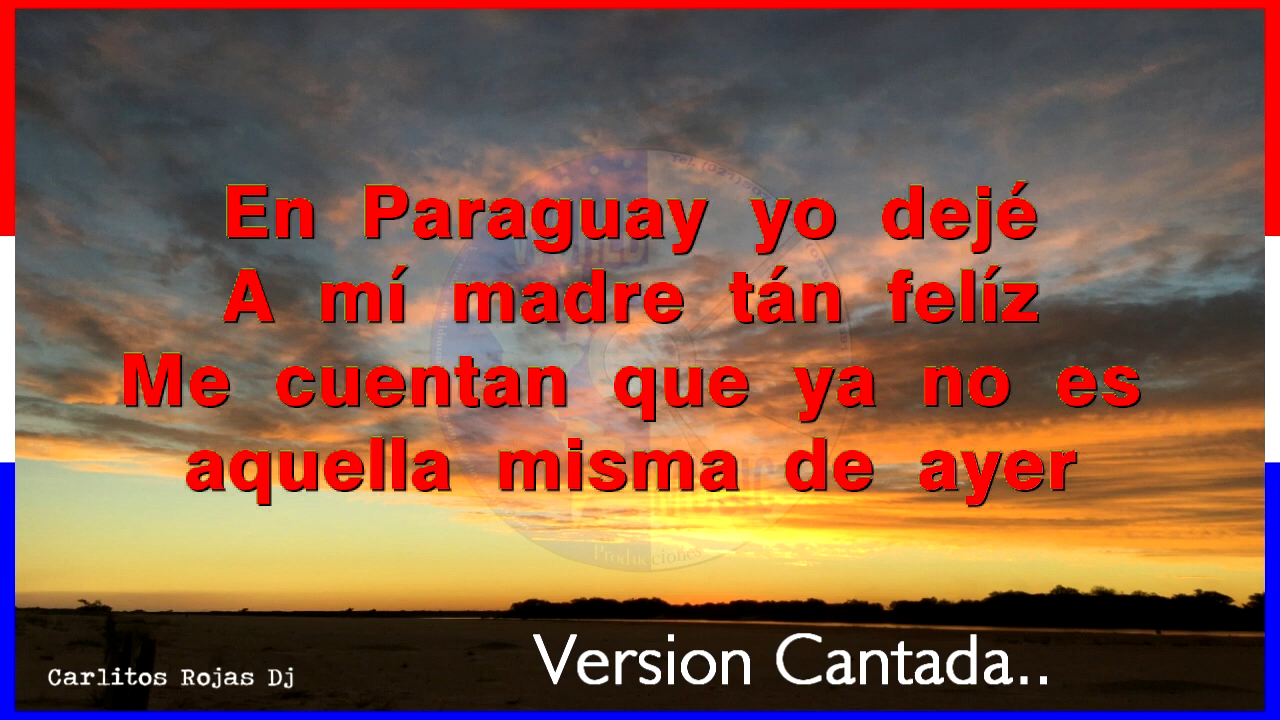 En Paraguay yo dejé
A mí madre tán felíz
Me cuentan que ya no es
aquella misma de ayer
Version Cantada..
Carlitos Rojas Dj
Producciones